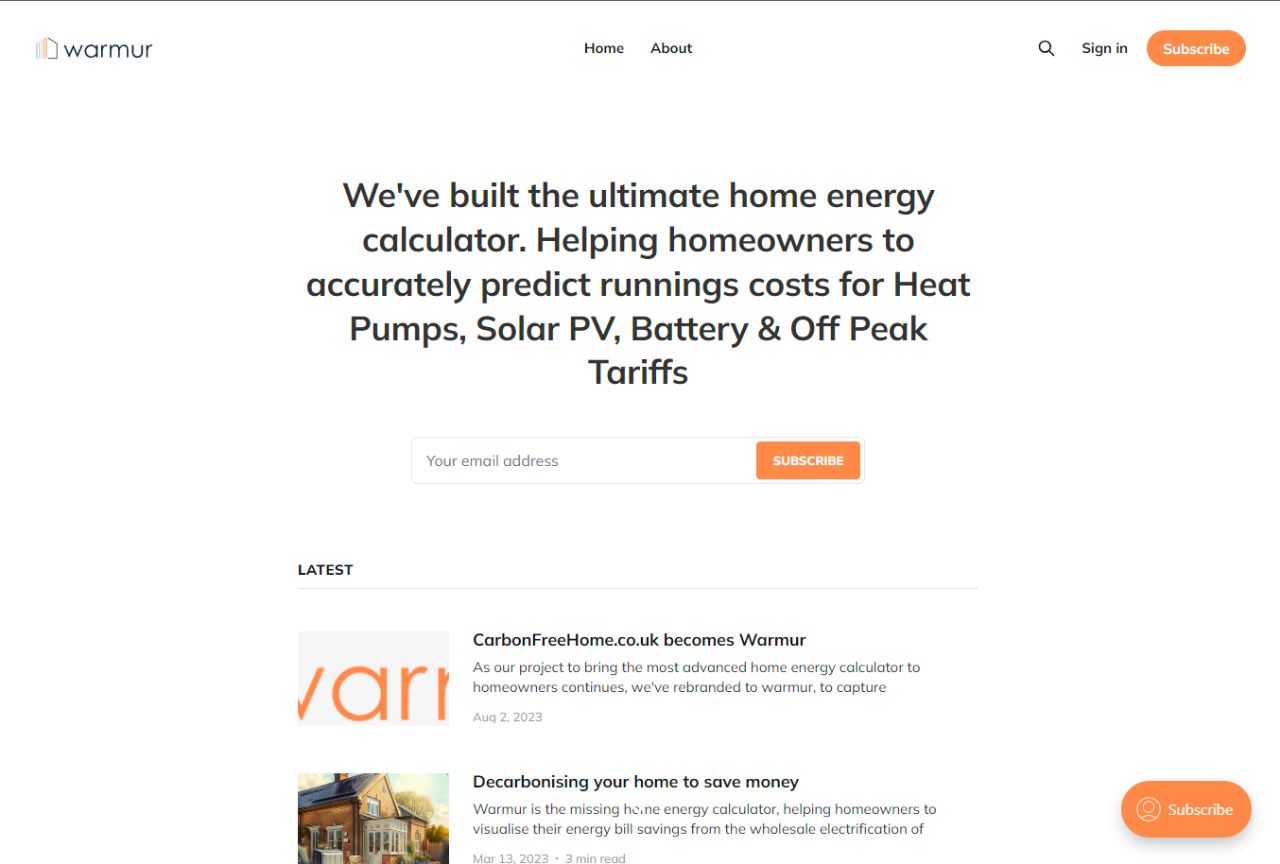 warmur
Home
About
Sign in
Subscribe
We've built the ultimate home energy
calculator. Helping homeowners to
accurately predict runnings costs for Heat
Pumps, Solar PV, Battery & Off Peak
Tariffs
Your email address
SUBSCRIBE
LATEST
CarbonFreeHome.co.uk becomes Warmur
As our project to bring the most advanced home energy calculator to
homeowners continues, we've rebranded to warmur, to capture
Aug 2, 2023
Decarbonising your home to save money
Warmur is the missing home energy calculator, helping homeowners to
visualise their energy bill savings from the wholesale electrification of
Mar 13, 2023 • 3 min read
Subscribe